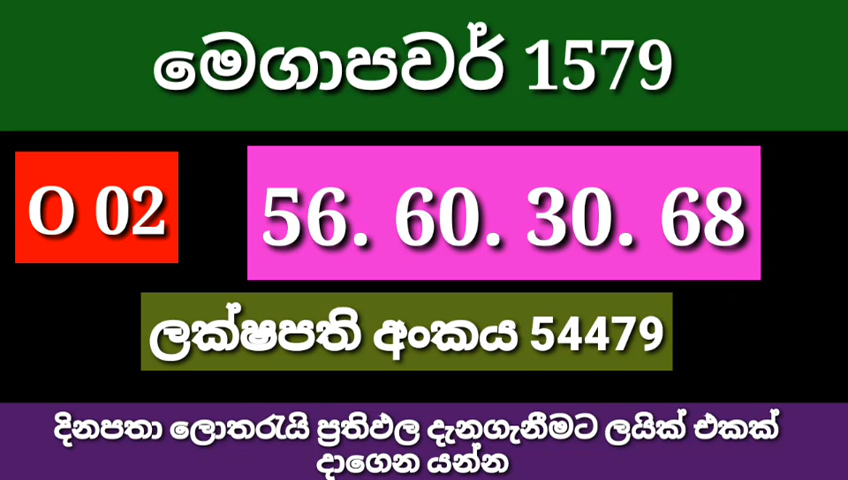 මෙගාපවර් 1579
O 02
56. 60. 30. 68
ලක්ෂපති අංකය 54479
දිනපතා ලොතරැයි ප්‍රතිඵල දැනගැනීමට ලයික් එකක්
දාගෙන යන්න